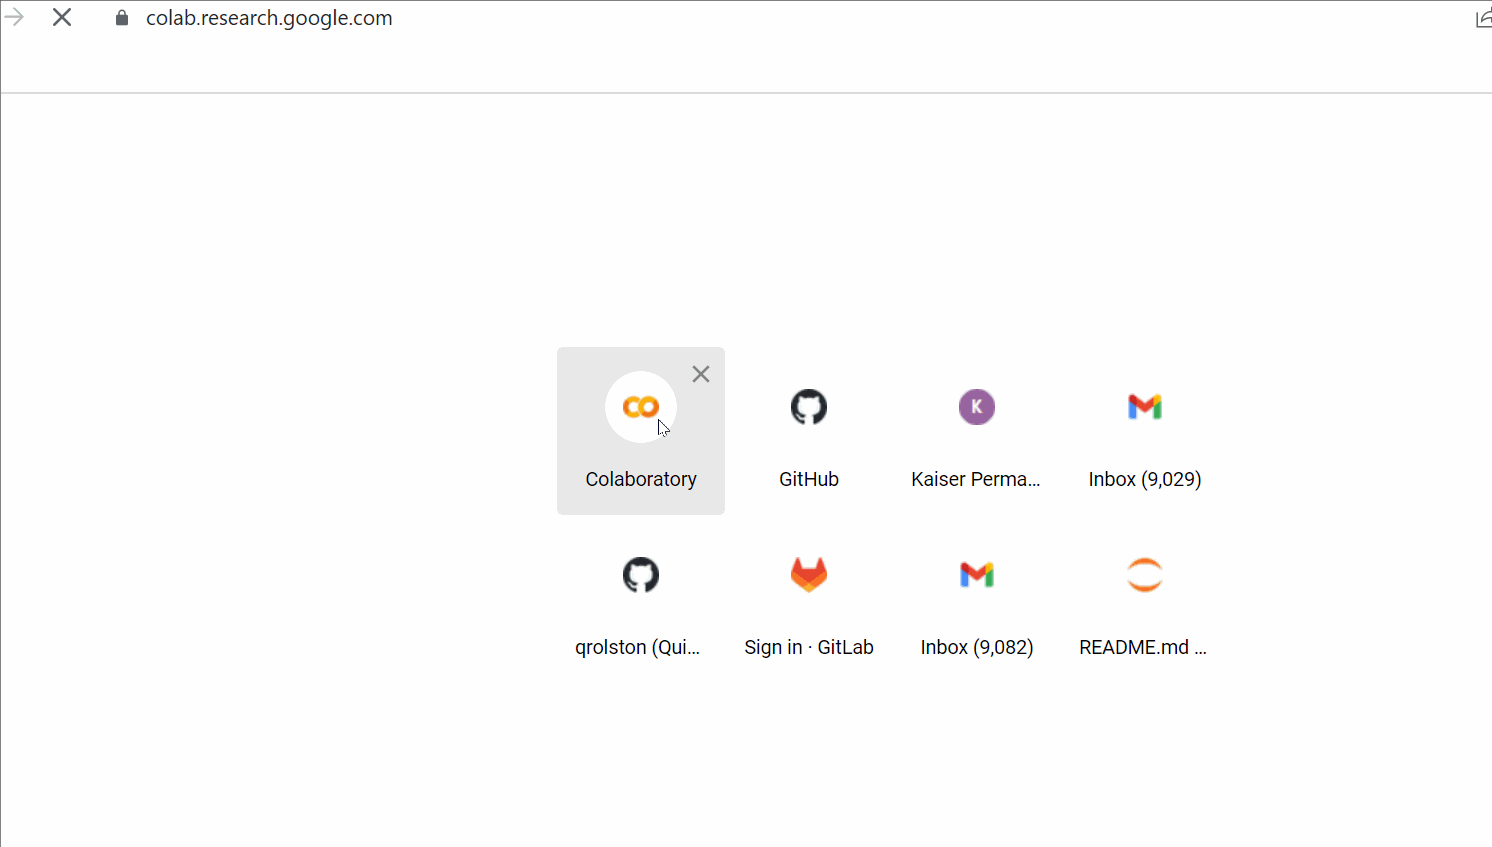 colab.research.google.com
Colaboratory
GitHub
K
Kaiser Perma...
Inbox (9,029)
qrolston (Qui...
Sign in · GitLab
Inbox (9,082)
README.md ...